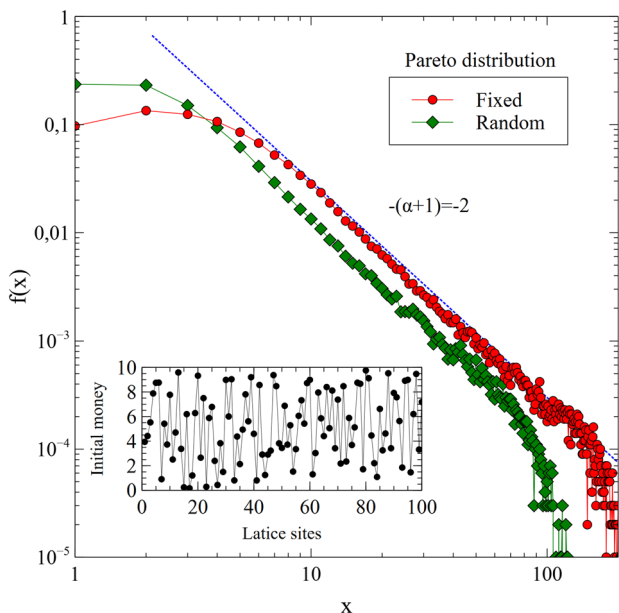 1
0,1
0,01
10⁻³
10⁻⁴
10⁻⁵
f(x)
Pareto distribution
Fixed
Random
-(α+1)=-2
10
8
6
4
2
0
Initial money
0 20 40 60 80 100
Latice sites
1 10 100
x